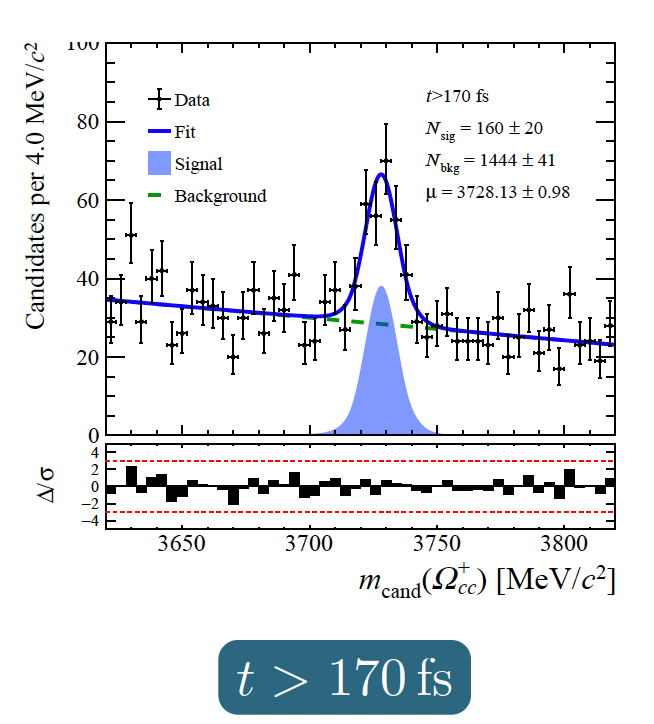 100
80
60
40
20
0
Candidates per 4.0 MeV/c²
Data
Fit
Signal
Background
t>170 fs
N_sig = 160 ± 20
N_bkg = 1444 ± 41
μ = 3728.13 ± 0.98
4
2
0
−2
−4
Δ/σ
3650 3700 3750 3800
m_cand(Ω_cc^+) [MeV/c²]
t > 170 fs